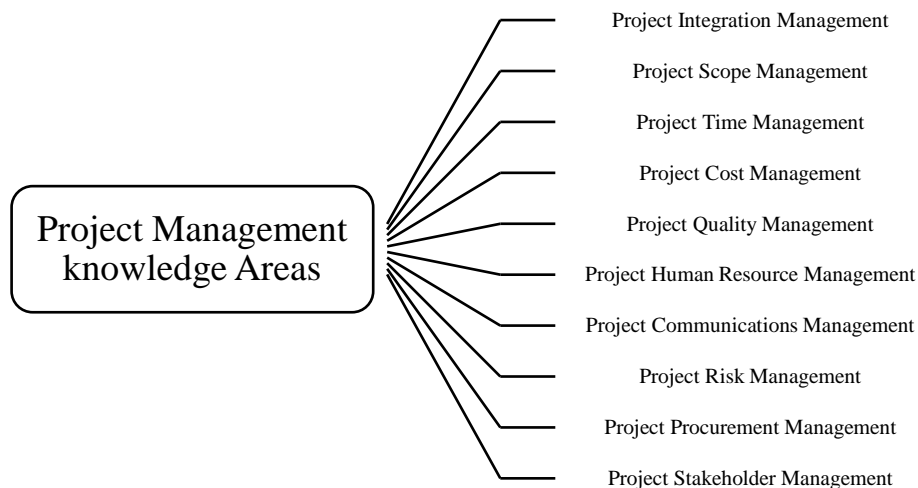 Project Integration Management
Project Scope Management
Project Time Management
Project Cost Management
Project Management
knowledge Areas
Project Quality Management
Project Human Resource Management
Project Communications Management
Project Risk Management
Project Procurement Management
Project Stakeholder Management